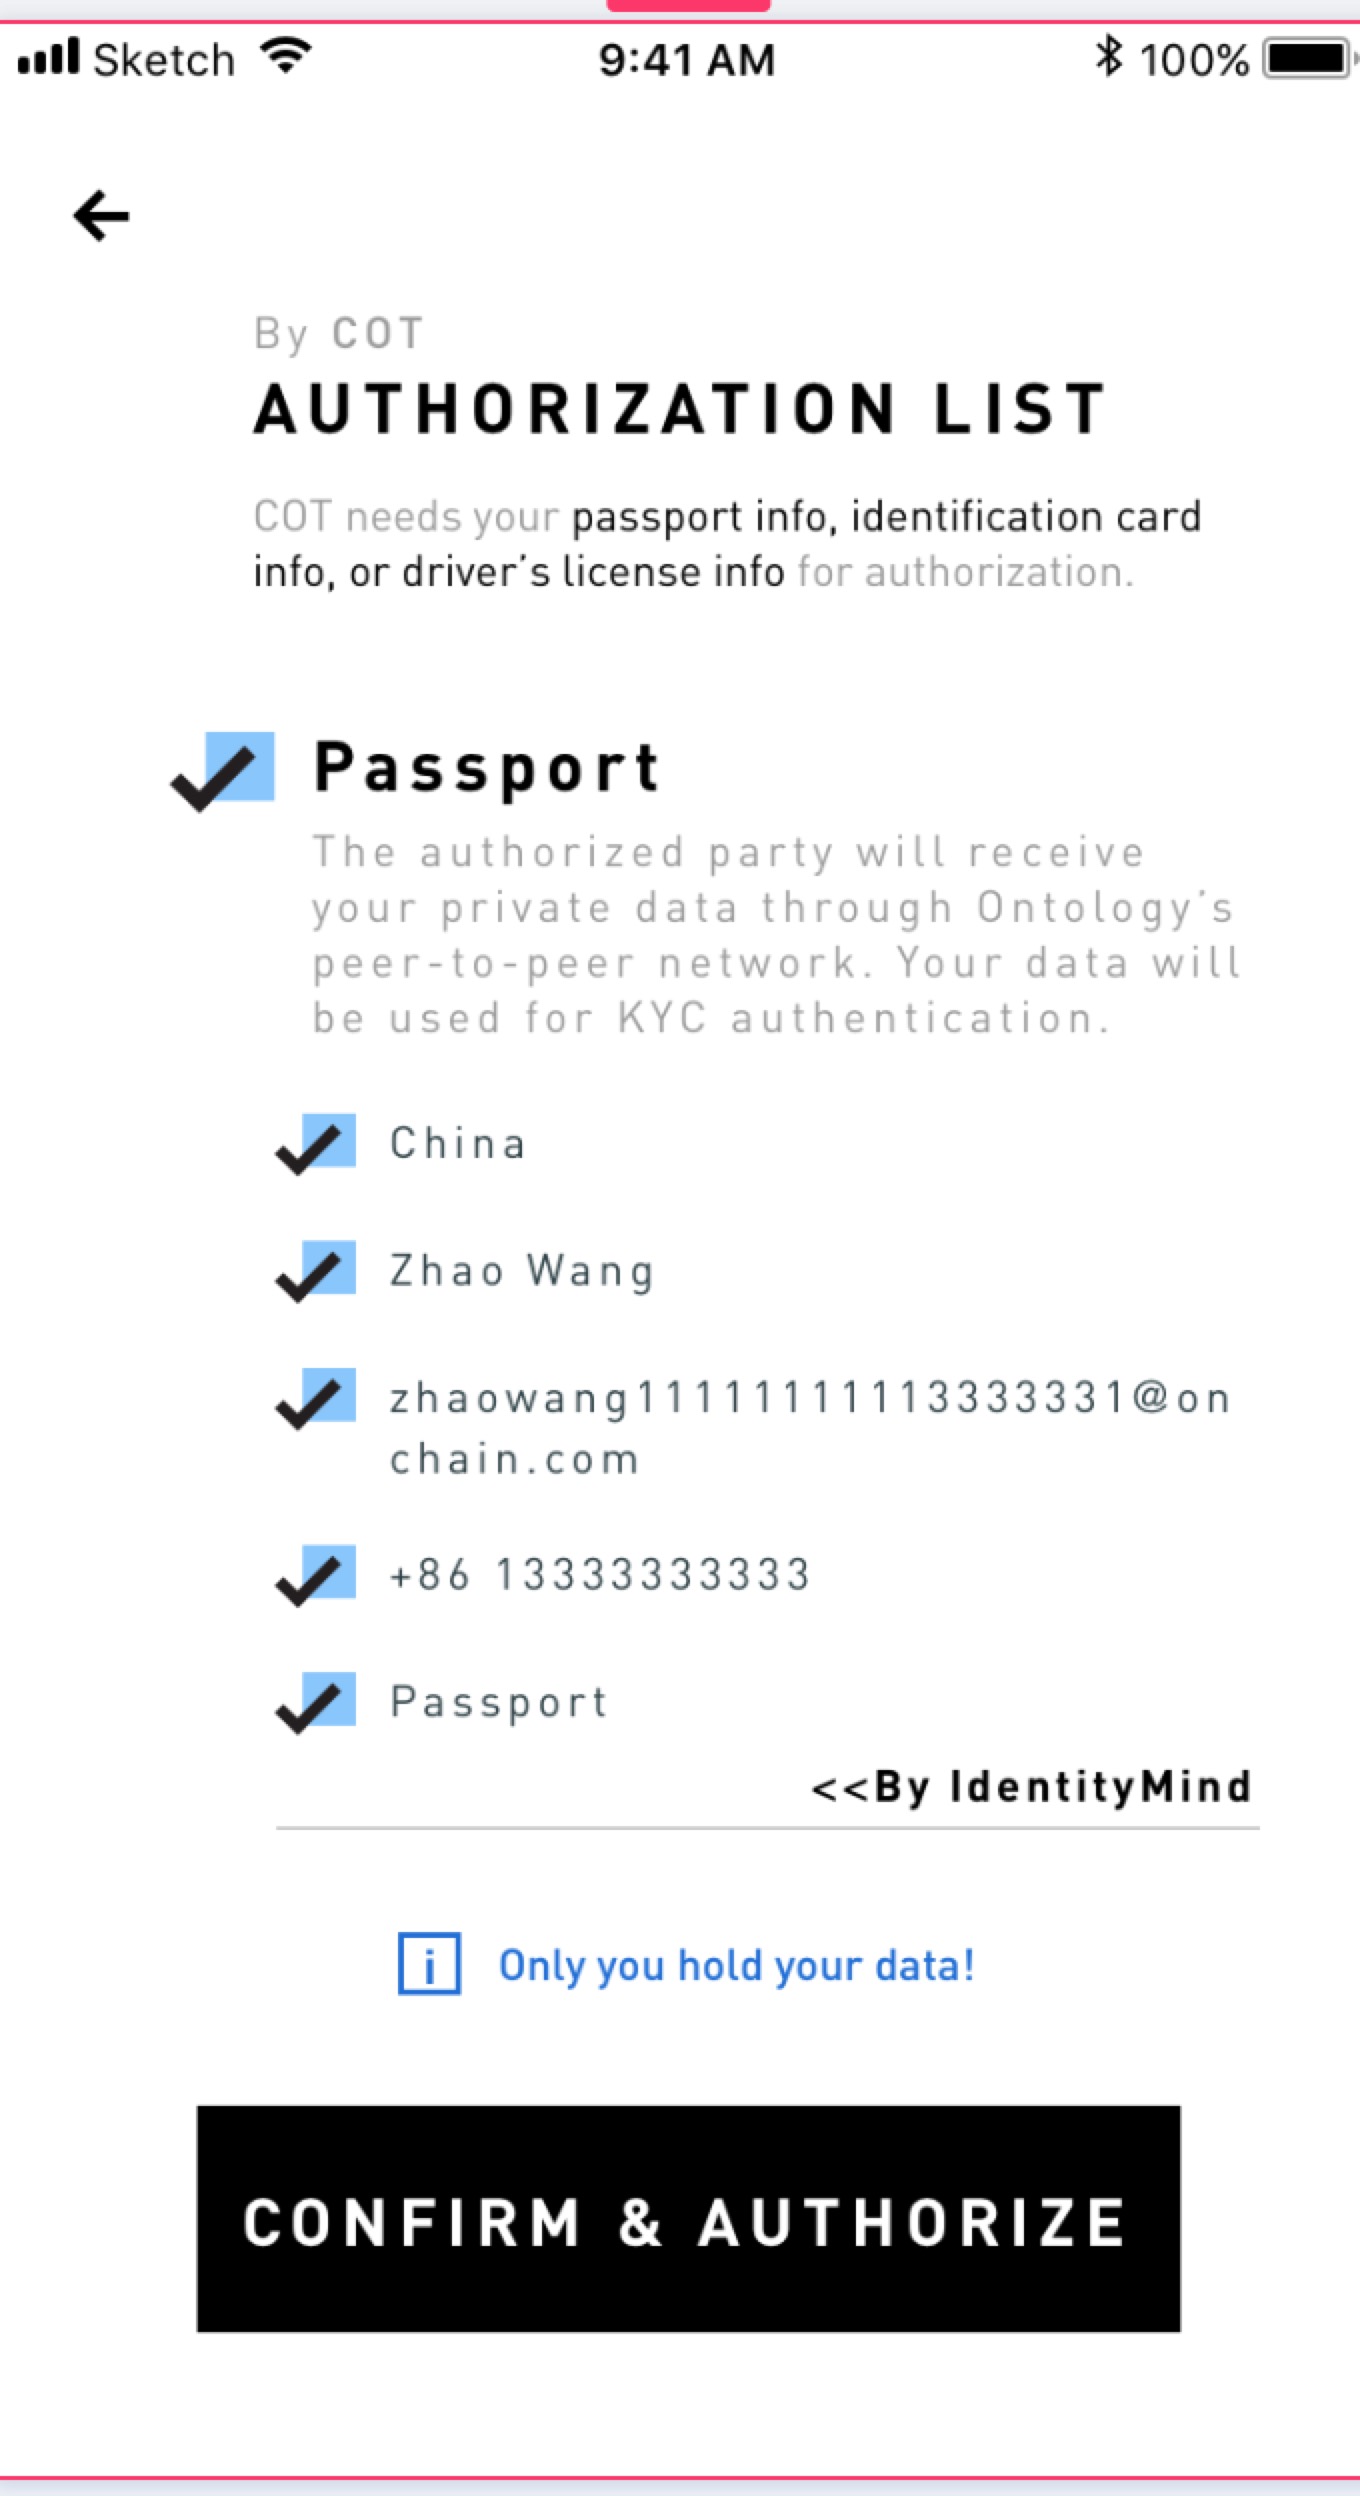 Sketch 9:41 AM 100%
By COT
AUTHORIZATION LIST
COT needs your passport info, identification card
info, or driver’s license info for authorization.
Passport
The authorized party will receive
your private data through Ontology’s
peer-to-peer network. Your data will
be used for KYC authentication.
China
Zhao Wang
zhaowang11111111113333331@on
chain.com
+86 13333333333
Passport
<<By IdentityMind
i Only you hold your data!
CONFIRM & AUTHORIZE